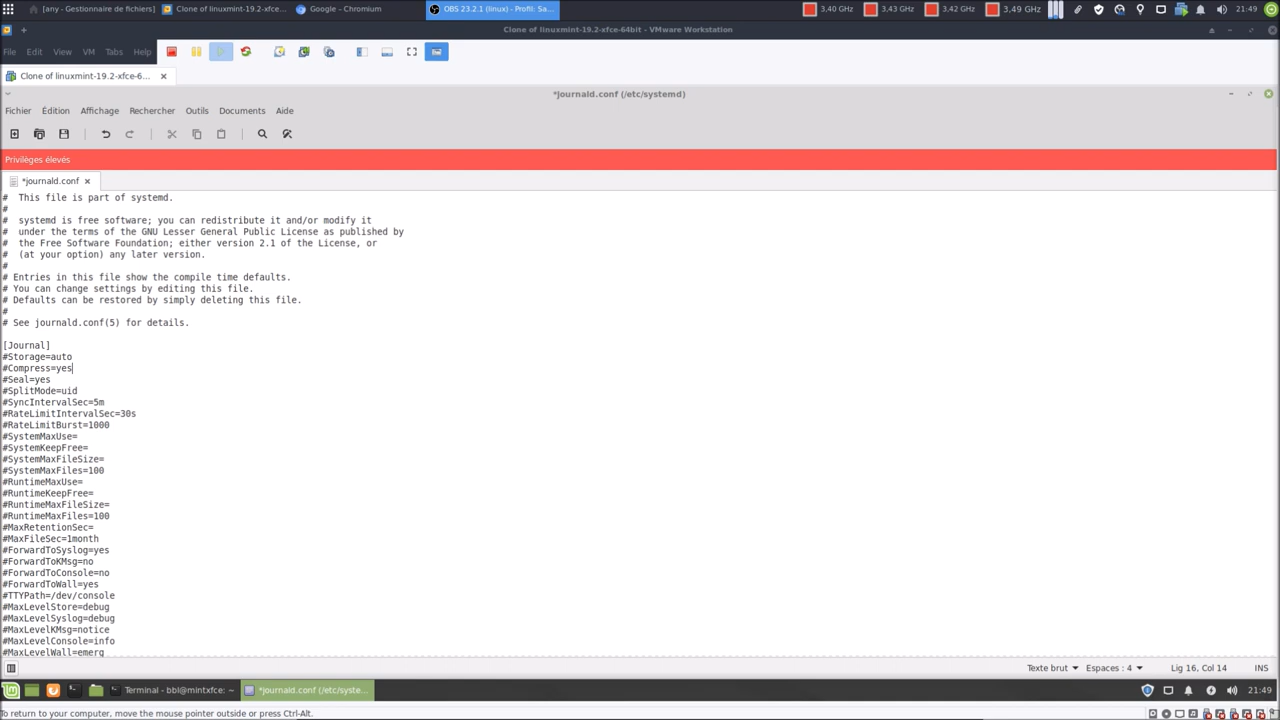 [any - Gestionnaire de fichiers]
Clone of linuxmint-19.2-xfce...
Google - Chromium
OBS 23.2.1 (linux) - Profil: Sa...
3,40 GHz
3,43 GHz
3,42 GHz
3,49 GHz
21:49
Clone of linuxmint-19.2-xfce-64bit - VMware Workstation
File Edit View VM Tabs Help
Clone of linuxmint-19.2-xfce-6...
*journald.conf (/etc/systemd)
Fichier Édition Affichage Rechercher Outils Documents Aide
Privilèges élevés
*journald.conf
#  This file is part of systemd.
#
#  systemd is free software; you can redistribute it and/or modify it
#  under the terms of the GNU Lesser General Public License as published by
#  the Free Software Foundation; either version 2.1 of the License, or
#  (at your option) any later version.
#
# Entries in this file show the compile time defaults.
# You can change settings by editing this file.
# Defaults can be restored by simply deleting this file.
#
# See journald.conf(5) for details.
[Journal]
#Storage=auto
#Compress=yes
#Seal=yes
#SplitMode=uid
#SyncIntervalSec=5m
#RateLimitIntervalSec=30s
#RateLimitBurst=1000
#SystemMaxUse=
#SystemKeepFree=
#SystemMaxFileSize=
#SystemMaxFiles=100
#RuntimeMaxUse=
#RuntimeKeepFree=
#RuntimeMaxFileSize=
#RuntimeMaxFiles=100
#MaxRetentionSec=
#MaxFileSec=1month
#ForwardToSyslog=yes
#ForwardToKMsg=no
#ForwardToConsole=no
#ForwardToWall=yes
#TTYPath=/dev/console
#MaxLevelStore=debug
#MaxLevelSyslog=debug
#MaxLevelKMsg=notice
#MaxLevelConsole=info
#MaxLevelWall=emerg
Texte brut Espaces : 4 Lig 16, Col 14 INS
Terminal - bbl@mintxfce: ~
*journald.conf (/etc/syste...
21:49
To return to your computer, move the mouse pointer outside or press Ctrl-Alt.